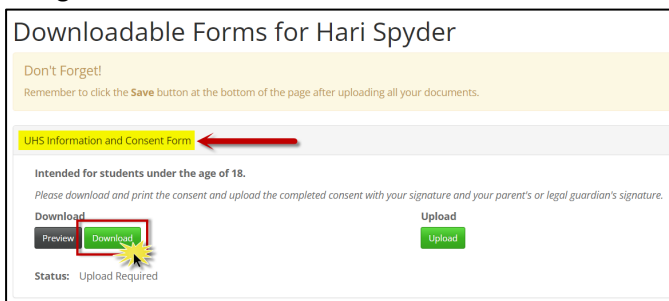 Downloadable Forms for Hari Spyder
Don't Forget!
Remember to click the Save button at the bottom of the page after uploading all your documents.
UHS Information and Consent Form
Intended for students under the age of 18.
Please download and print the consent and upload the completed consent with your signature and your parent's or legal guardian's signature.
Download Upload
Preview Download Upload
Status: Upload Required